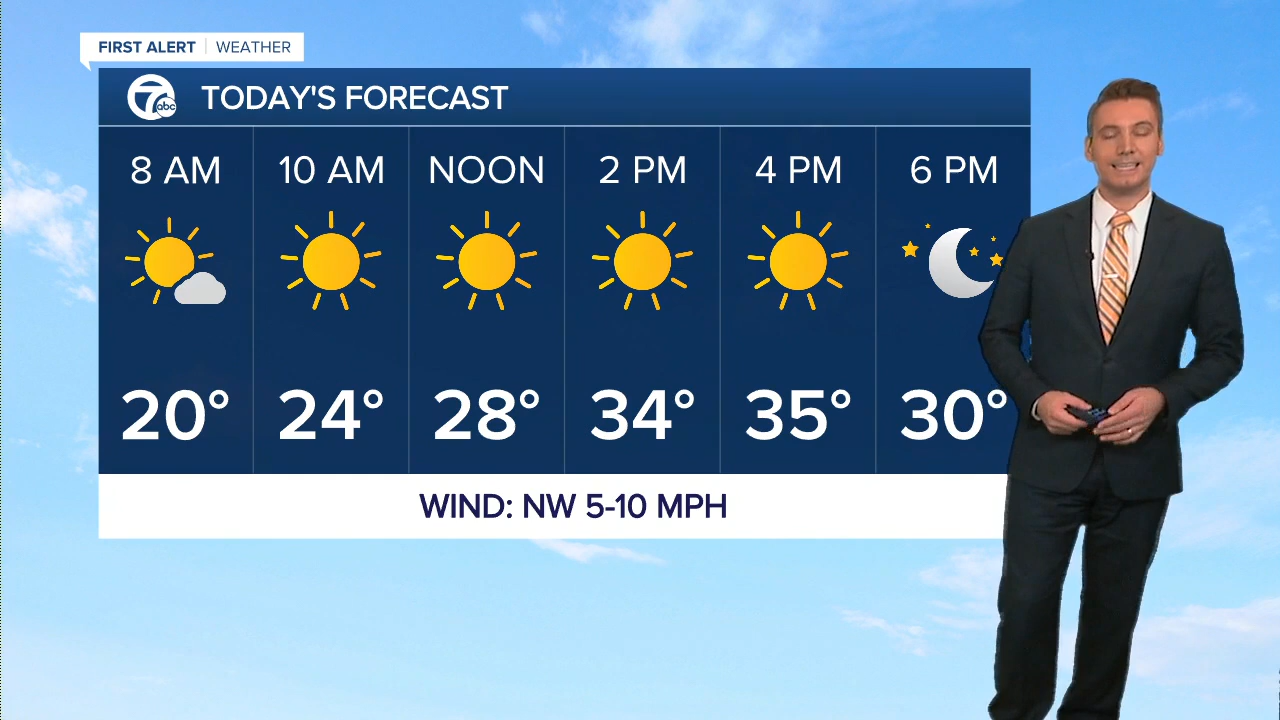 FIRST ALERT | WEATHER
7 abc TODAY'S FORECAST
8 AM 10 AM NOON 2 PM 4 PM 6 PM
20° 24° 28° 34° 35° 30°
WIND: NW 5-10 MPH